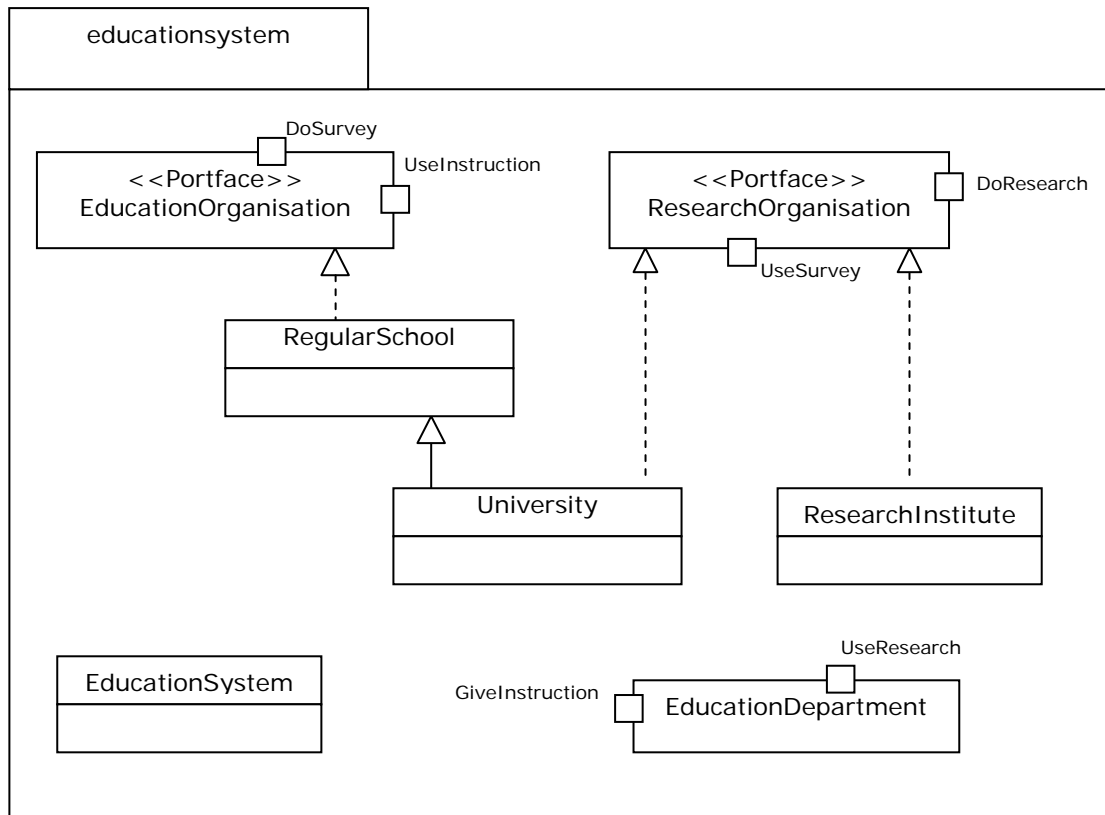 educationsystem
DoSurvey
UseInstruction
<<Portface>>
EducationOrganisation
<<Portface>>
ResearchOrganisation
DoResearch
UseSurvey
RegularSchool
University
ResearchInstitute
EducationSystem
UseResearch
GiveInstruction
EducationDepartment